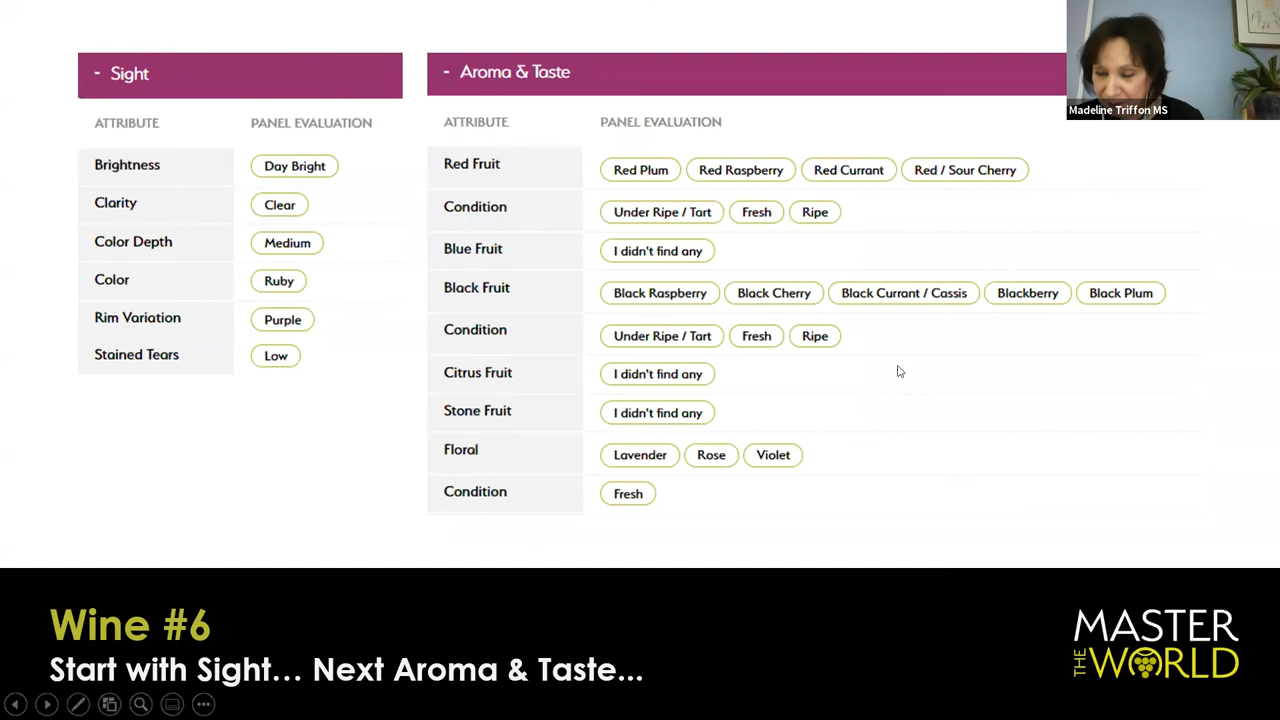 - Sight
ATTRIBUTE PANEL EVALUATION
Brightness Day Bright
Clarity Clear
Color Depth Medium
Color Ruby
Rim Variation Purple
Stained Tears Low
- Aroma & Taste
ATTRIBUTE PANEL EVALUATION
Red Fruit Red Plum Red Raspberry Red Currant Red / Sour Cherry
Condition Under Ripe / Tart Fresh Ripe
Blue Fruit I didn't find any
Black Fruit Black Raspberry Black Cherry Black Currant / Cassis Blackberry Black Plum
Condition Under Ripe / Tart Fresh Ripe
Citrus Fruit I didn't find any
Stone Fruit I didn't find any
Floral Lavender Rose Violet
Condition Fresh
Madeline Triffon MS
Wine #6
Start with Sight... Next Aroma & Taste...
MASTER
THE WORLD